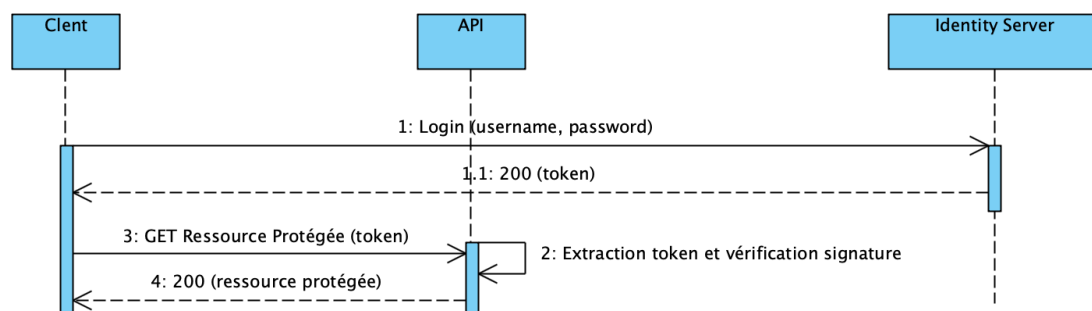 Clent
API
Identity Server
1: Login (username, password)
1.1: 200 (token)
3: GET Ressource Protégée (token)
2: Extraction token et vérification signature
4: 200 (ressource protégée)